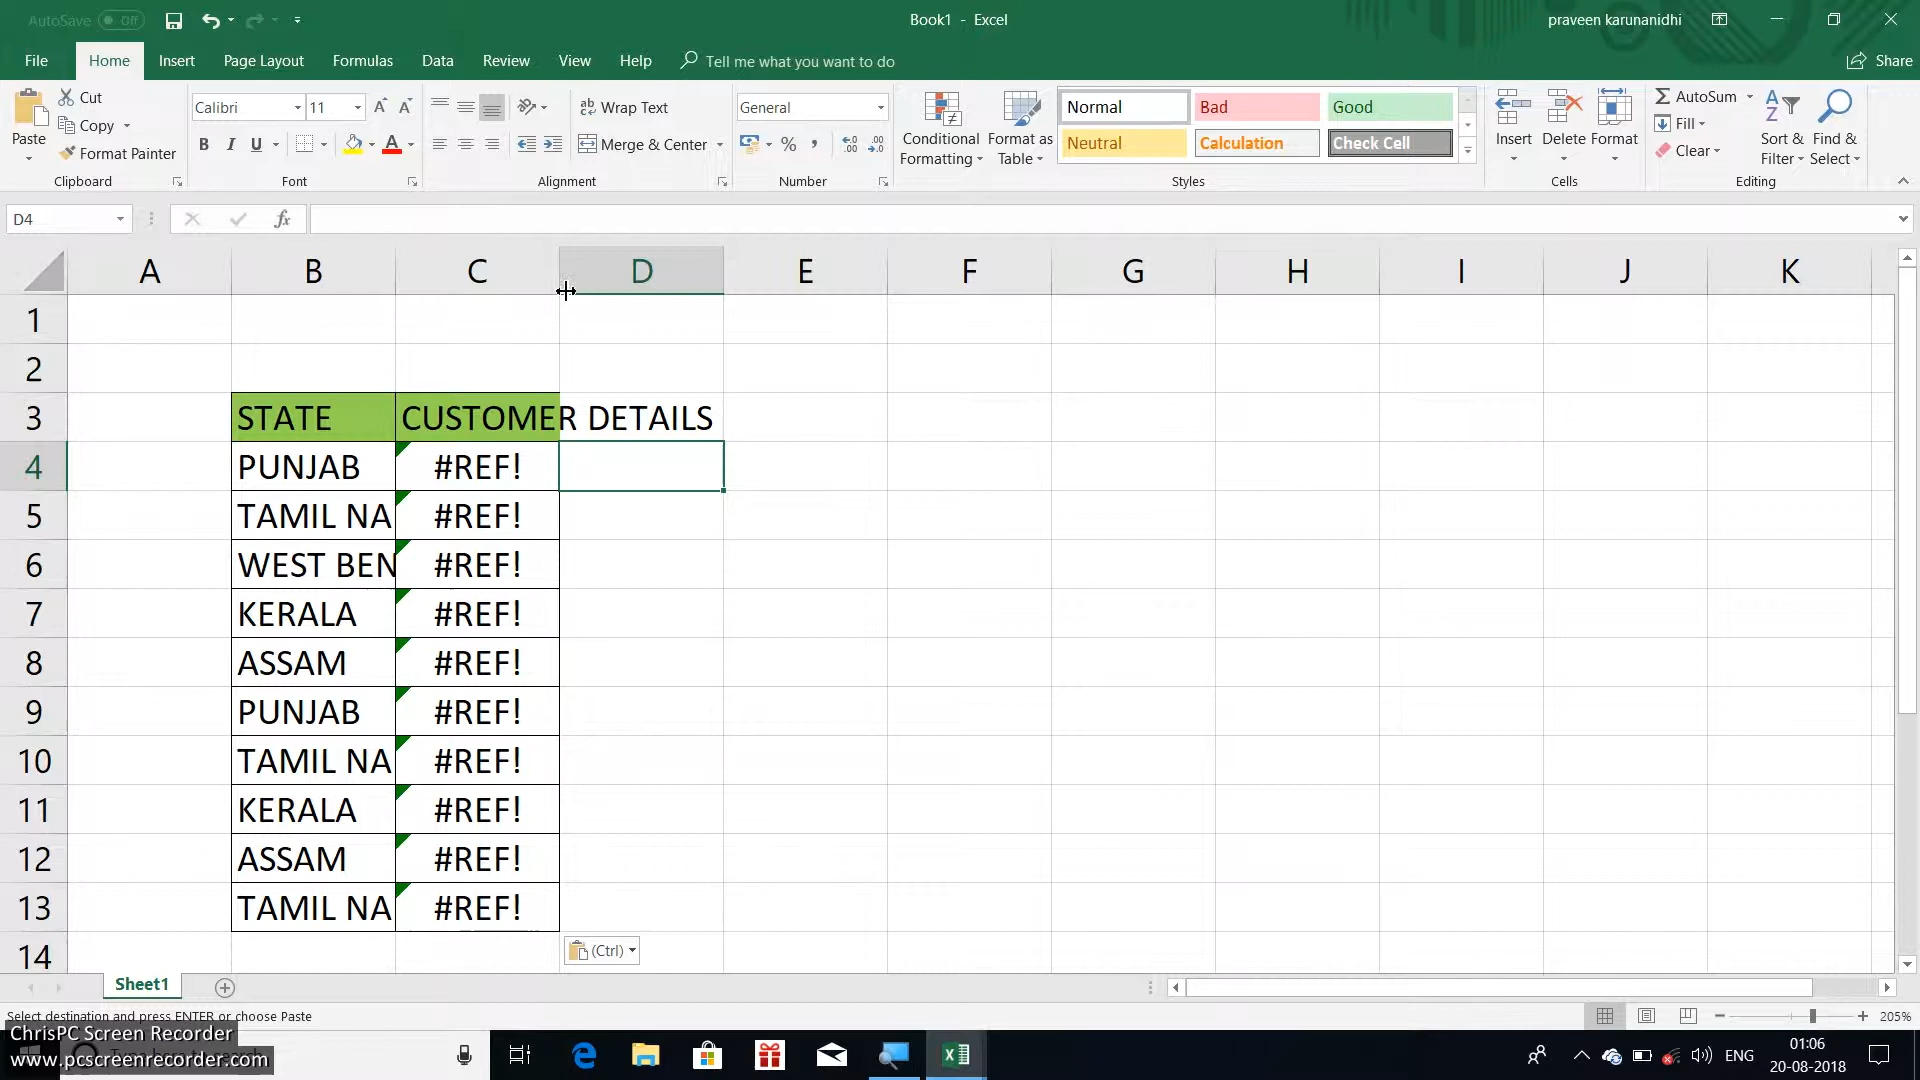 AutoSave Off
Book1 - Excel
praveen karunanidhi
File Home Insert Page Layout Formulas Data Review View Help Tell me what you want to do
Share
Paste
Cut
Copy
Format Painter
Clipboard
Calibri 11
B I U
Font
Wrap Text
Merge & Center
Alignment
General
Number
Conditional Formatting
Format as Table
Normal Bad Good
Neutral Calculation Check Cell
Styles
Insert Delete Format
Cells
AutoSum
Fill
Clear
Sort & Filter
Find & Select
Editing
D4
fx
A B C D E F G H I J K
1
2
3 STATE CUSTOMER DETAILS
4 PUNJAB #REF!
5 TAMIL NA #REF!
6 WEST BEN #REF!
7 KERALA #REF!
8 ASSAM #REF!
9 PUNJAB #REF!
10 TAMIL NA #REF!
11 KERALA #REF!
12 ASSAM #REF!
13 TAMIL NA #REF!
14
(Ctrl)
Sheet1
Select destination and press ENTER or choose Paste
205%
ChrisPC Screen Recorder
www.pcscreenrecorder.com
ENG
01:06
20-08-2018